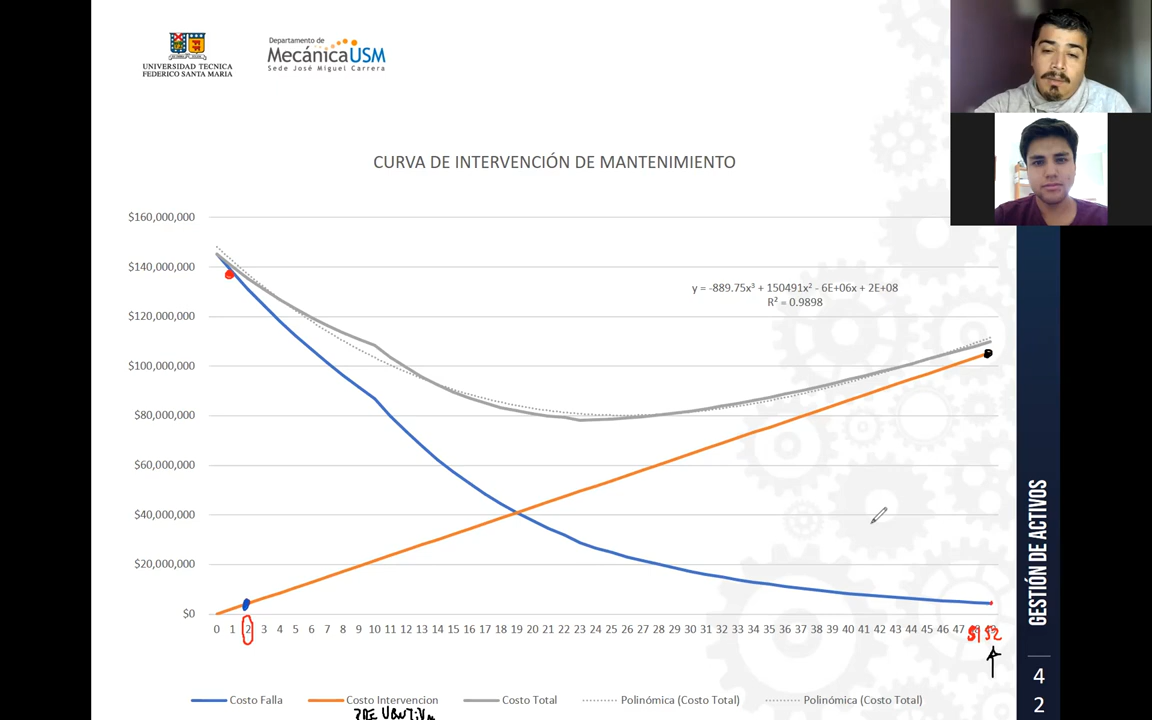 UNIVERSIDAD TECNICA
FEDERICO SANTA MARIA
Departamento de
MecánicaUSM
Sede José Miguel Carrera
CURVA DE INTERVENCIÓN DE MANTENIMIENTO
$160,000,000
$140,000,000
$120,000,000
$100,000,000
$80,000,000
$60,000,000
$40,000,000
$20,000,000
$0
y = -889.75x³ + 150491x² - 6E+06x + 2E+08
R² = 0.9898
0 1 2 3 4 5 6 7 8 9 10 11 12 13 14 15 16 17 18 19 20 21 22 23 24 25 26 27 28 29 30 31 32 33 34 35 36 37 38 39 40 41 42 43 44 45 46 47 51 52
Costo Falla Costo Intervencion Costo Total Polinómica (Costo Total) Polinómica (Costo Total)
GESTIÓN DE ACTIVOS
4
2